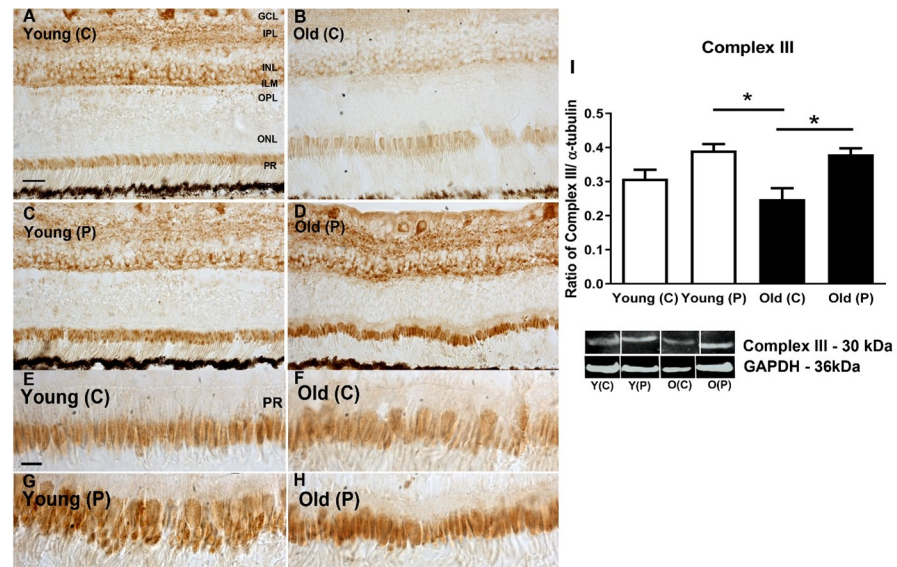 A
Young (C)
GCL
IPL
INL
ILM
OPL
ONL
PR
B
Old (C)
C
Young (P)
D
Old (P)
E
Young (C)
PR
F
Old (C)
G
Young (P)
H
Old (P)
I
Complex III
Ratio of Complex III/ α-tubulin
0.5
0.4
0.3
0.2
0.1
0.0
*
*
Young (C) Young (P) Old (C) Old (P)
Complex III - 30 kDa
GAPDH - 36kDa
Y(C) Y(P) O(C) O(P)